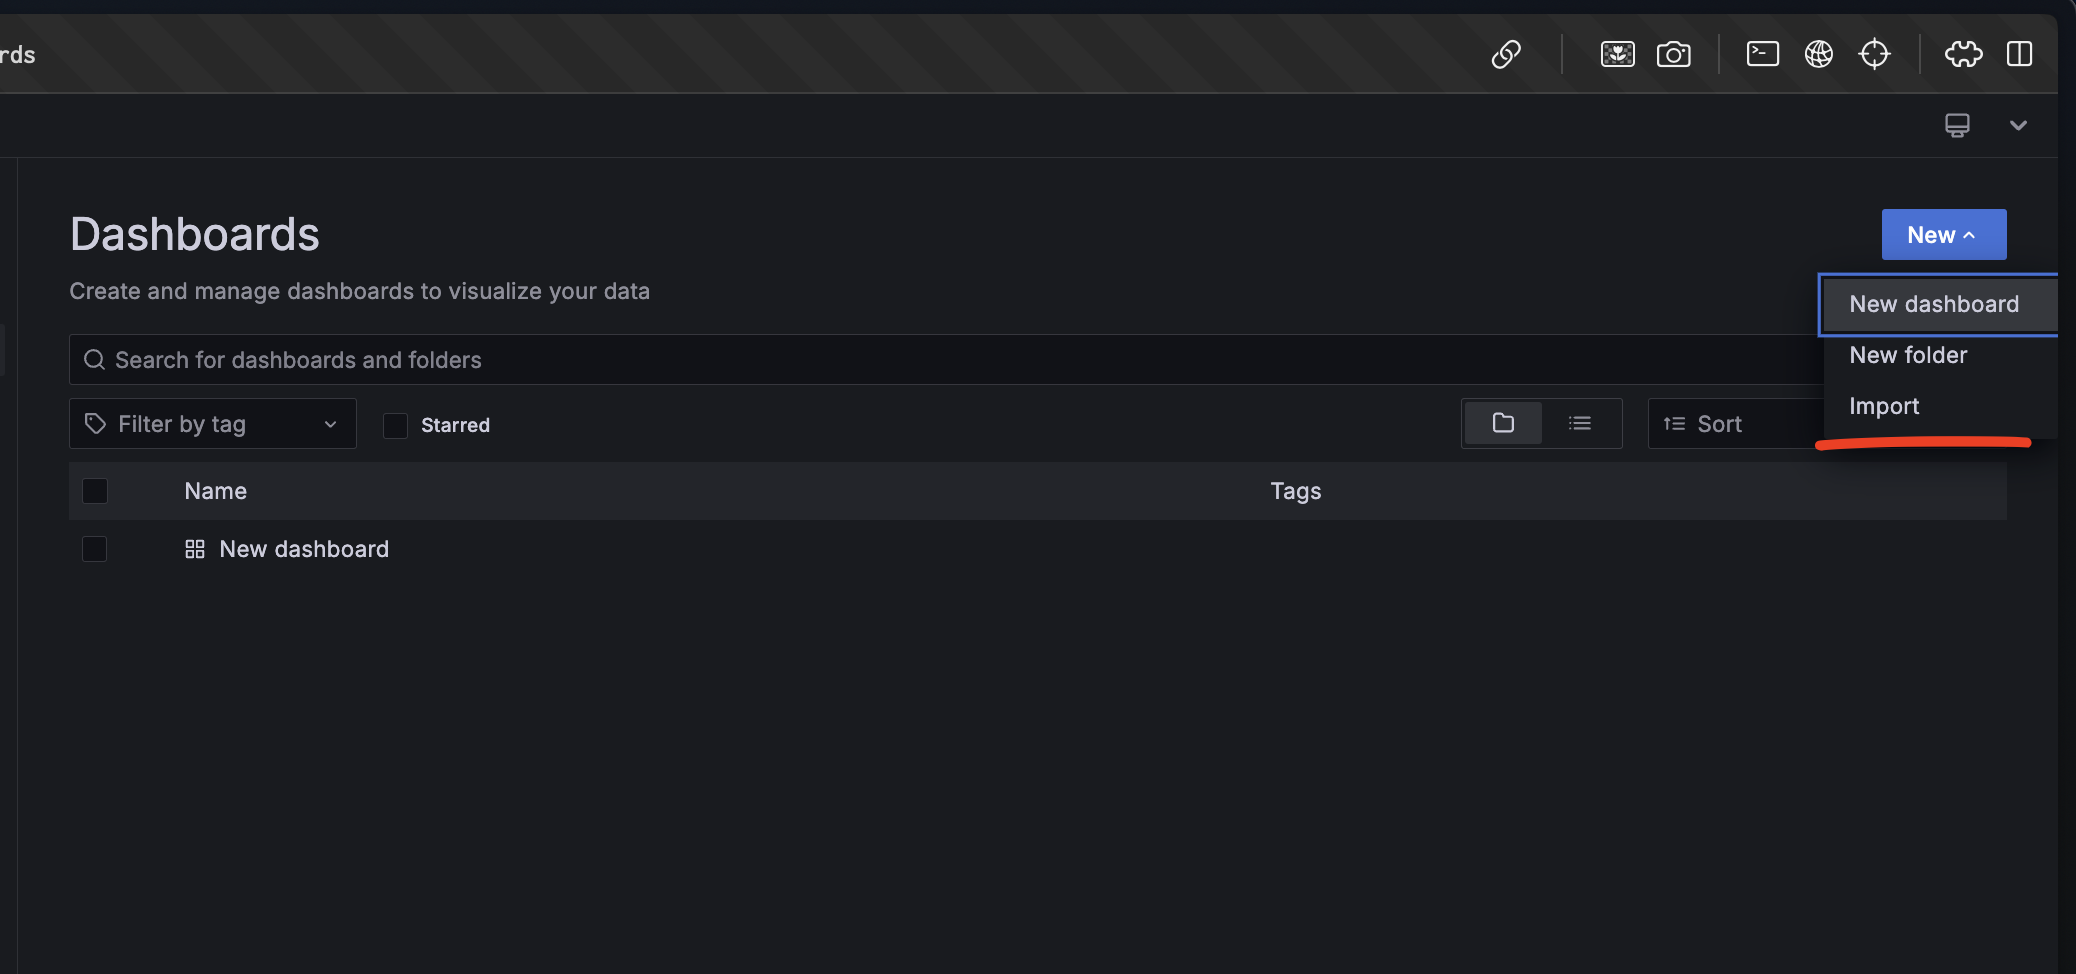 rds
Dashboards
New
Create and manage dashboards to visualize your data
New dashboard
New folder
Import
Search for dashboards and folders
Filter by tag
Starred
Sort
Name Tags
New dashboard